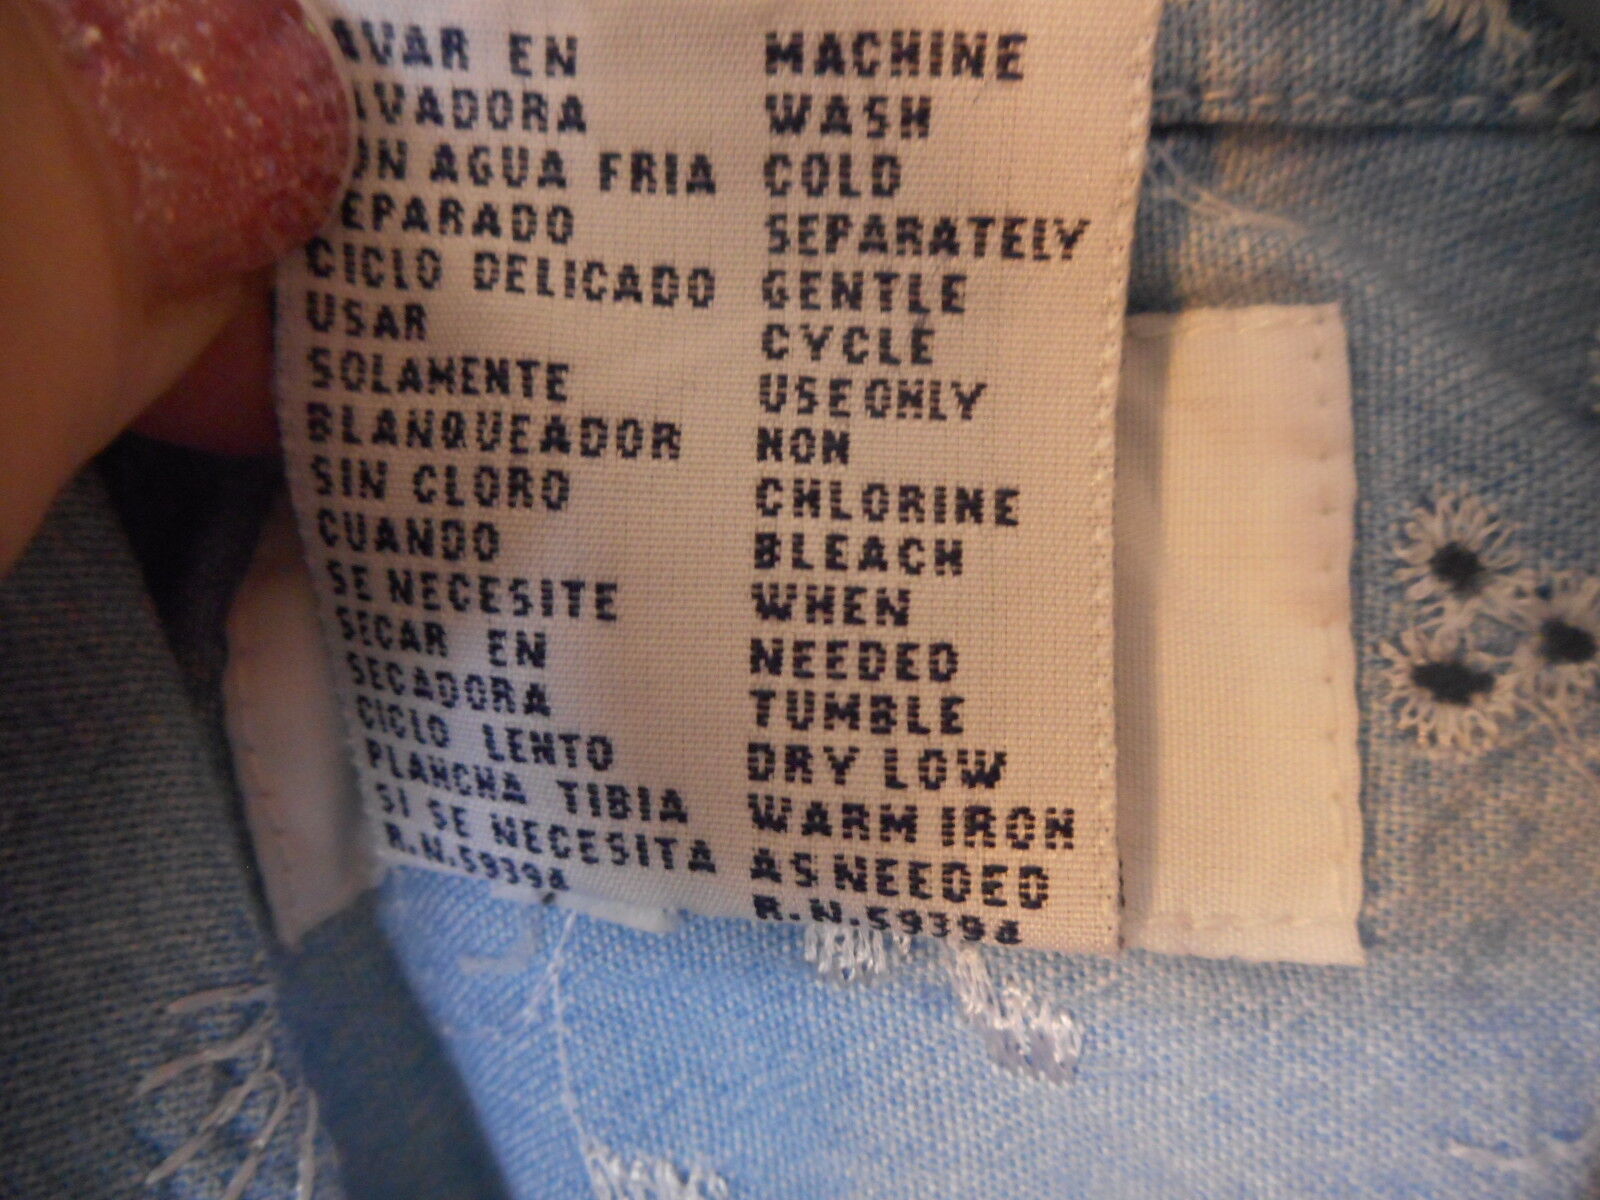 AVAR EN
AVADORA
ON AGUA FRIA
EPARADO
CICLO DELICADO
USAR
SOLAMENTE
BLANQUEADOR
SIN CLORO
CUANDO
SE NECESITE
SECAR EN
SECADORA
CICLO LENTO
PLANCHA TIBIA
SI SE NECESITA
R.N.59394
MACHINE
WASH
COLD
SEPARATELY
GENTLE
CYCLE
USE ONLY
NON
CHLORINE
BLEACH
WHEN
NEEDED
TUMBLE
DRY LOW
WARM IRON
AS NEEDED
R.N.59394